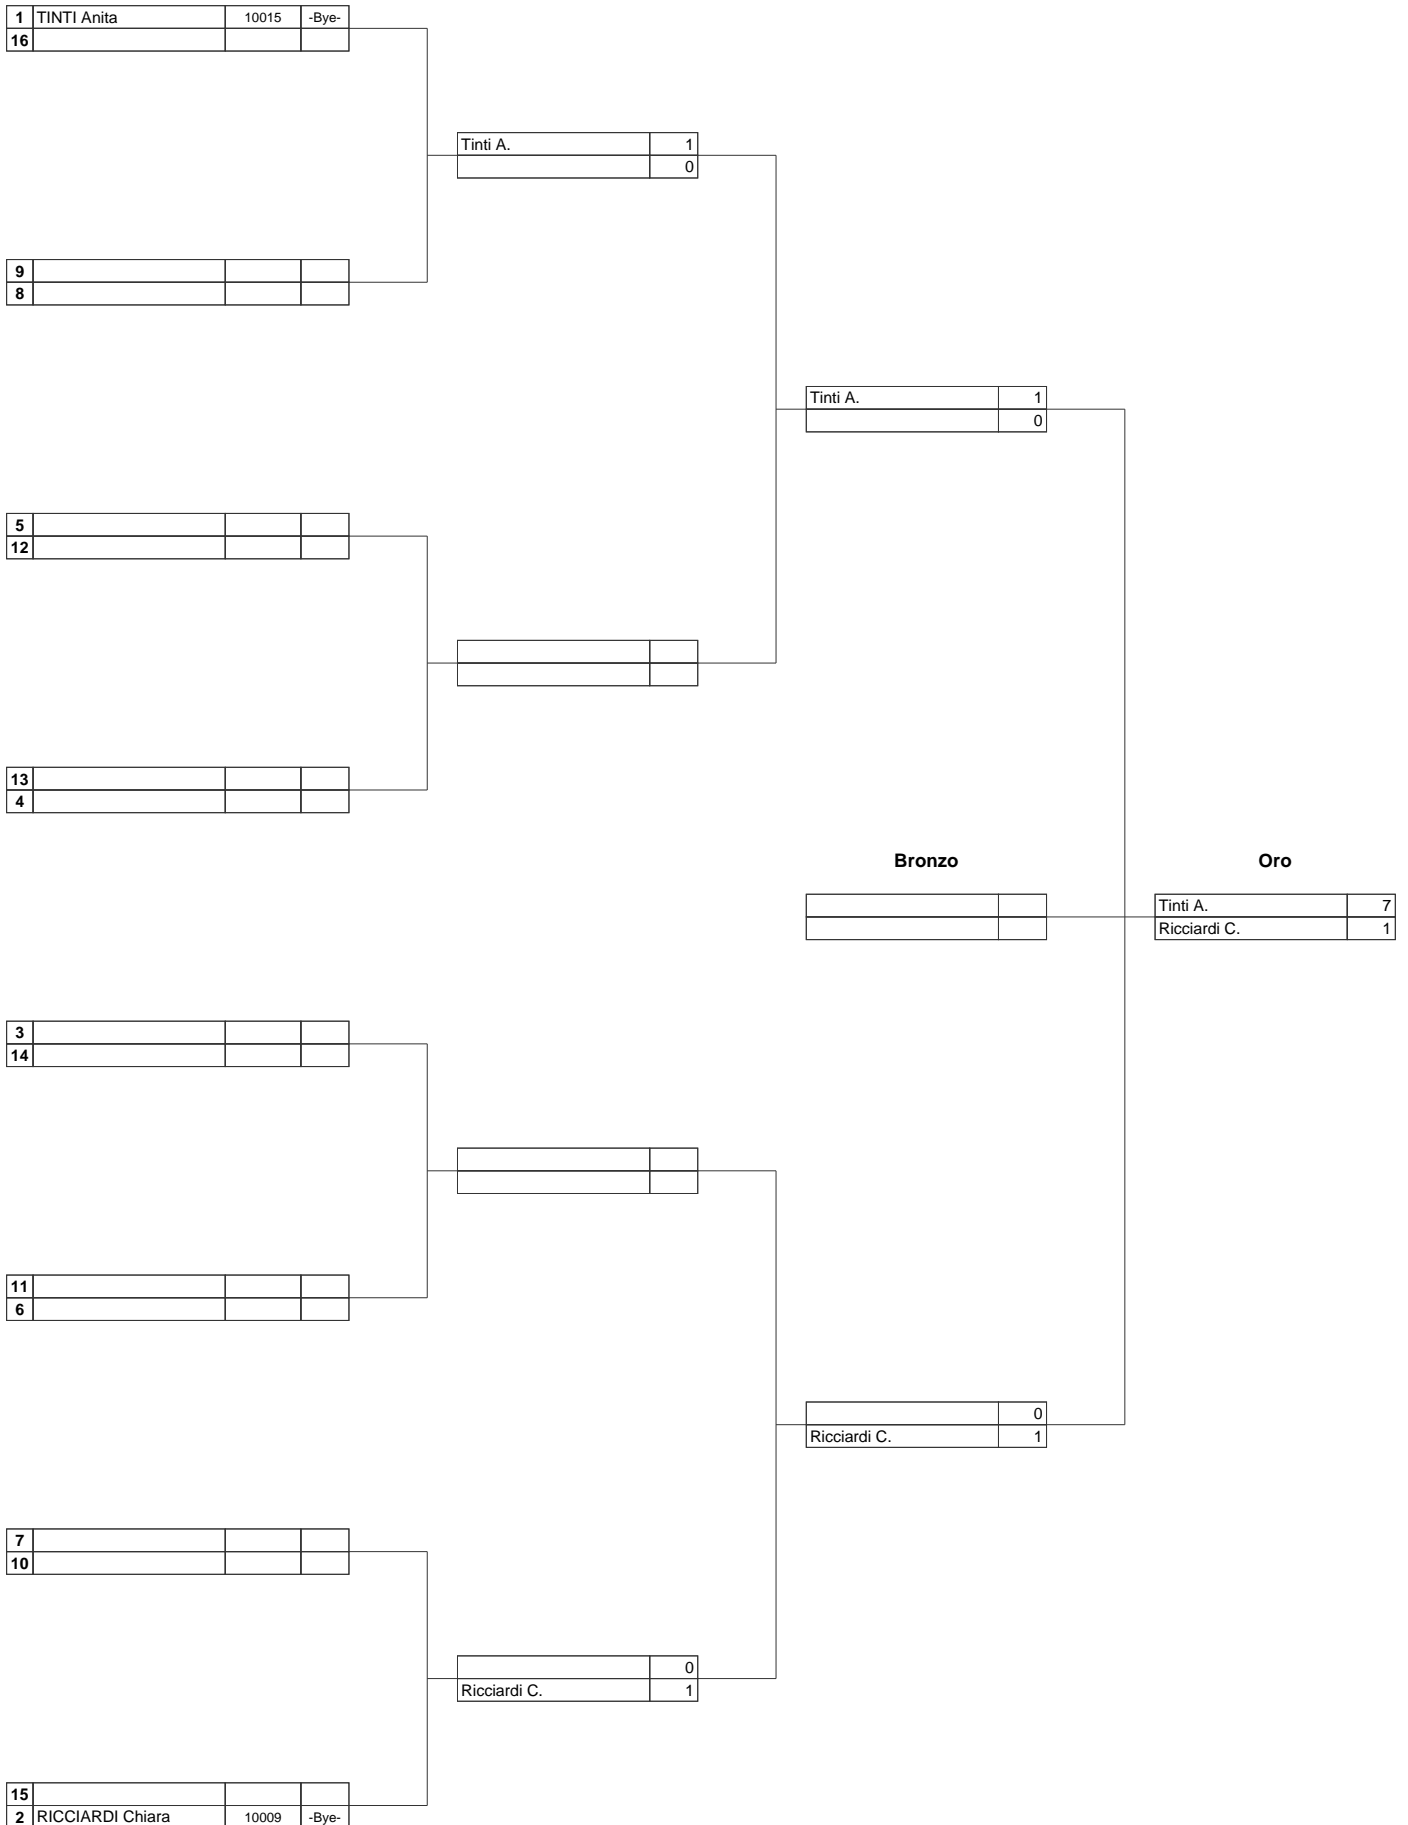 1 TINTI Anita 10015 -Bye-
16
Tinti A. 1
0
9
8
Tinti A. 1
0
5
12
13
4
Bronzo Oro
Tinti A. 7
Ricciardi C. 1
3
14
11
6
0
Ricciardi C. 1
7
10
0
Ricciardi C. 1
15
2 RICCIARDI Chiara 10009 -Bye-